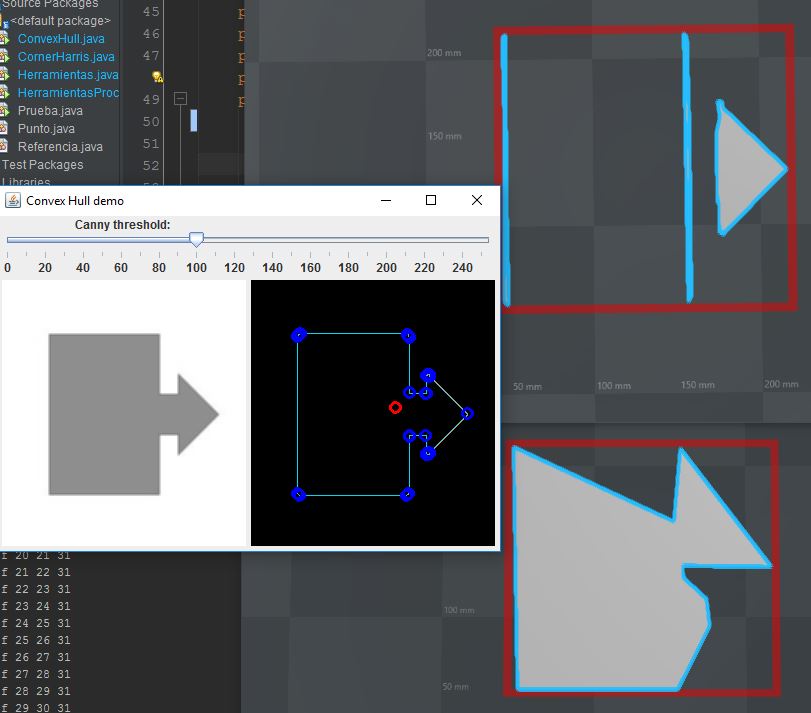 Source Packages
<default package>
ConvexHull.java
CornerHarris.java
Herramientas.java
HerramientasProc
Prueba.java
Punto.java
Referencia.java
Test Packages
Libraries
45
46
47
48
49
50
51
52
p
p
p
p
p
200 mm
150 mm
50 mm
100 mm
150 mm
200 mm
Convex Hull demo
Canny threshold:
0 20 40 60 80 100 120 140 160 180 200 220 240
100 mm
50 mm
f 20 21 31
f 21 22 31
f 22 23 31
f 23 24 31
f 24 25 31
f 25 26 31
f 26 27 31
f 27 28 31
f 28 29 31
f 29 30 31